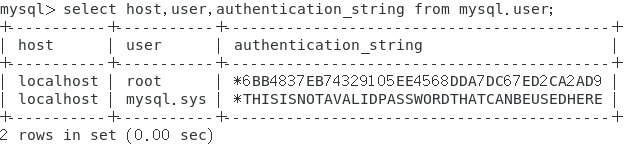 mysql> select host,user,authentication_string from mysql.user;
+-----------+-----------+-------------------------------------------+
| host      | user      | authentication_string                     |
+-----------+-----------+-------------------------------------------+
| localhost | root      | *6BB4837EB74329105EE4568DDA7DC67ED2CA2AD9 |
| localhost | mysql.sys | *THISISNOTAVALIDPASSWORDTHATCANBEUSEDHERE |
+-----------+-----------+-------------------------------------------+
2 rows in set (0.00 sec)